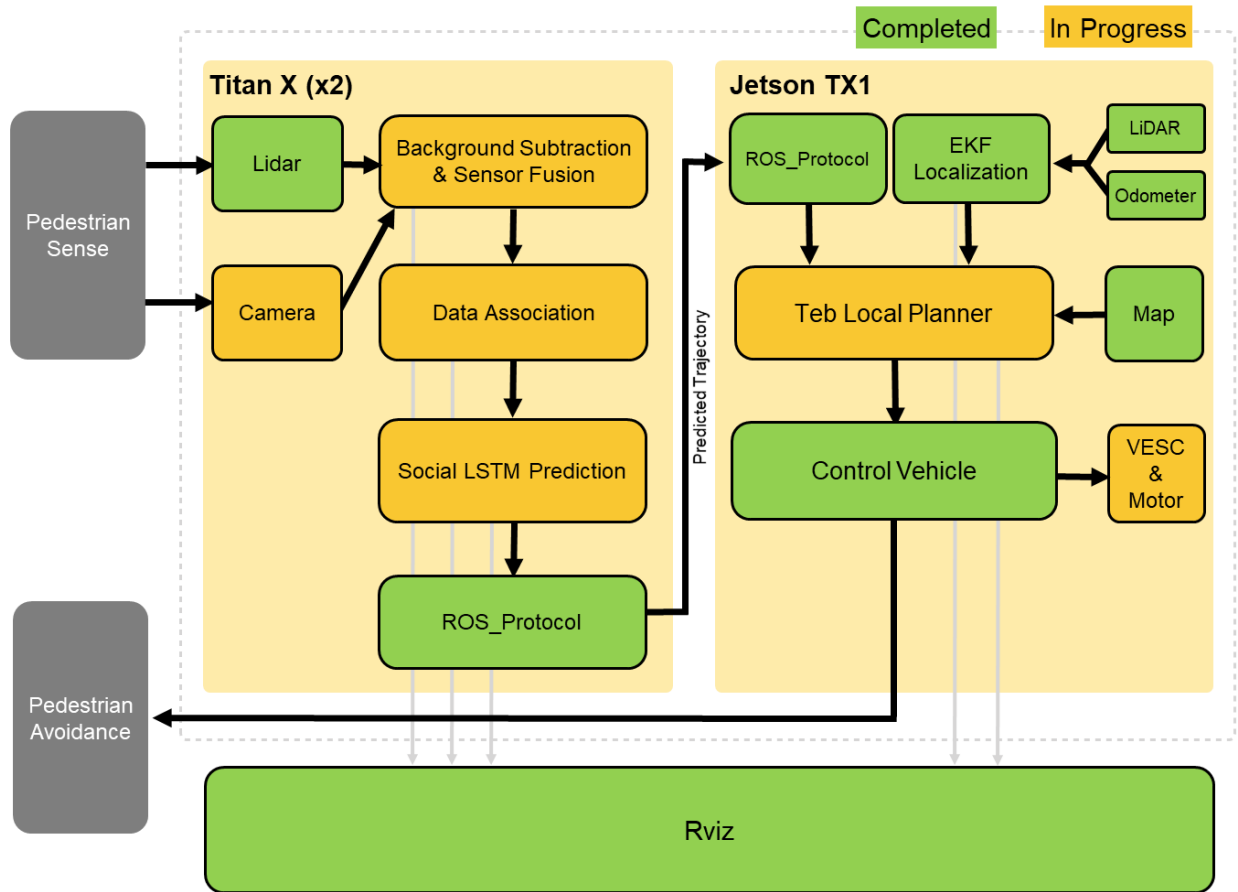 Completed
In Progress
Titan X (x2)
Jetson TX1
Pedestrian
Sense
Lidar
Background Subtraction
& Sensor Fusion
Camera
Data Association
Social LSTM Prediction
ROS_Protocol
Predicted Trajectory
ROS_Protocol
EKF
Localization
LiDAR
Odometer
Teb Local Planner
Map
Control Vehicle
VESC
&
Motor
Pedestrian
Avoidance
Rviz